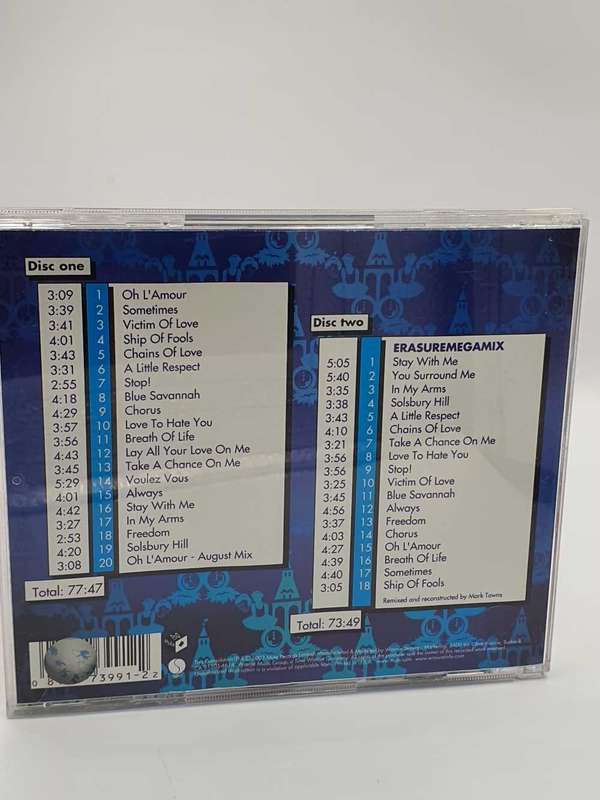 Disc one
3:09 1 Oh L'Amour
3:39 2 Sometimes
3:41 3 Victim Of Love
4:01 4 Ship Of Fools
3:43 5 Chains Of Love
3:31 6 A Little Respect
2:55 7 Stop!
4:18 8 Blue Savannah
4:29 9 Chorus
3:57 10 Love To Hate You
3:56 11 Breath Of Life
4:43 12 Lay All Your Love On Me
3:45 13 Take A Chance On Me
5:29 14 Voulez Vous
4:01 15 Always
4:42 16 Stay With Me
3:27 17 In My Arms
2:53 18 Freedom
4:20 19 Solsbury Hill
3:08 20 Oh L'Amour - August Mix
Total: 77:47
Disc two
ERASUREMEGAMIX
5:05 1 Stay With Me
5:40 2 You Surround Me
3:35 3 In My Arms
3:38 4 Solsbury Hill
3:43 5 A Little Respect
4:10 6 Chains Of Love
3:21 7 Take A Chance On Me
3:56 8 Love To Hate You
3:56 9 Stop!
3:25 10 Victim Of Love
3:45 11 Blue Savannah
4:56 12 Always
3:37 13 Freedom
4:03 14 Chorus
4:27 15 Oh L'Amour
4:39 16 Breath Of Life
4:40 17 Sometimes
3:05 18 Ship Of Fools
Remixed and reconstructed by Mark Towns
Total: 73:49
73991-22